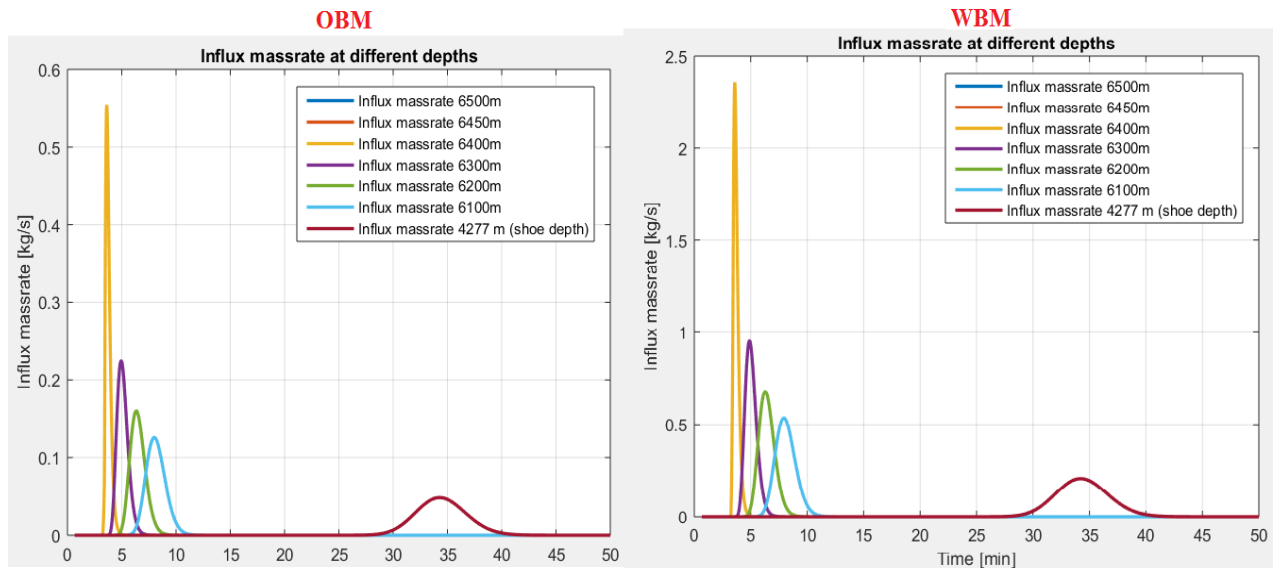 OBM
Influx massrate at different depths
Influx massrate [kg/s]
0.6
0.5
0.4
0.3
0.2
0.1
0
Influx massrate 6500m
Influx massrate 6450m
Influx massrate 6400m
Influx massrate 6300m
Influx massrate 6200m
Influx massrate 6100m
Influx massrate 4277 m (shoe depth)
0 5 10 15 20 25 30 35 40 45 50
WBM
Influx massrate at different depths
Influx massrate [kg/s]
2.5
2
1.5
1
0.5
0
Influx massrate 6500m
Influx massrate 6450m
Influx massrate 6400m
Influx massrate 6300m
Influx massrate 6200m
Influx massrate 6100m
Influx massrate 4277 m (shoe depth)
0 5 10 15 20 25 30 35 40 45 50
Time [min]